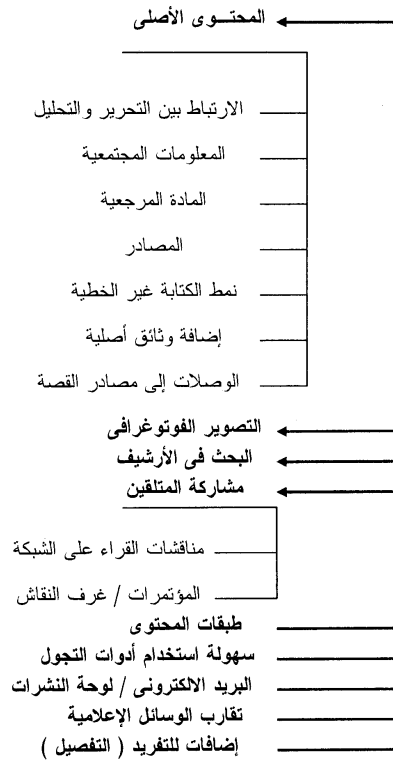 المحتـوى الأصلى
الارتباط بين التحرير والتحليل
المعلومات المجتمعية
المادة المرجعية
المصادر
نمط الكتابة غير الخطية
إضافة وثائق أصلية
الوصلات إلى مصادر القصة
التصوير الفوتوغرافى
البحث فى الأرشيف
مشاركة المتلقين
مناقشات القراء على الشبكة
المؤتمرات / غرف النقاش
طبقات المحتوى
سهولة استخدام أدوات التجول
البريد الالكترونى / لوحة النشرات
تقارب الوسائل الإعلامية
إضافات للتفريد ( التفصيل )